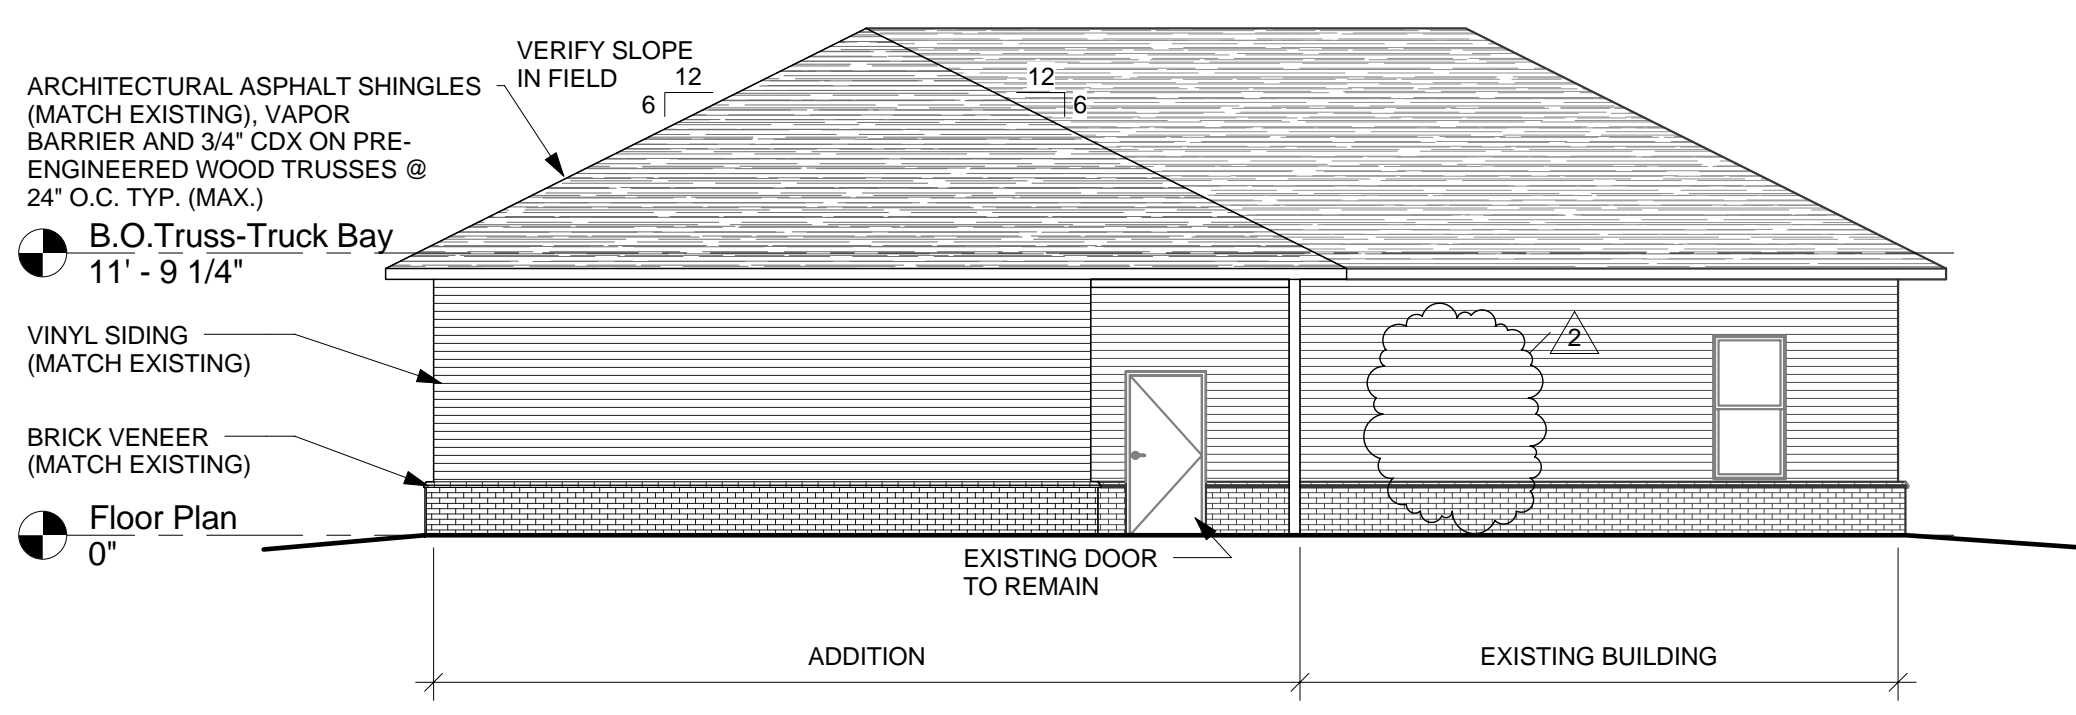 VERIFY SLOPE
IN FIELD
12
6
12
6
ARCHITECTURAL ASPHALT SHINGLES
(MATCH EXISTING), VAPOR
BARRIER AND 3/4" CDX ON PRE-
ENGINEERED WOOD TRUSSES @
24" O.C. TYP. (MAX.)
B.O.Truss-Truck Bay
11' - 9 1/4"
VINYL SIDING
(MATCH EXISTING)
2
BRICK VENEER
(MATCH EXISTING)
Floor Plan
0"
EXISTING DOOR
TO REMAIN
ADDITION
EXISTING BUILDING